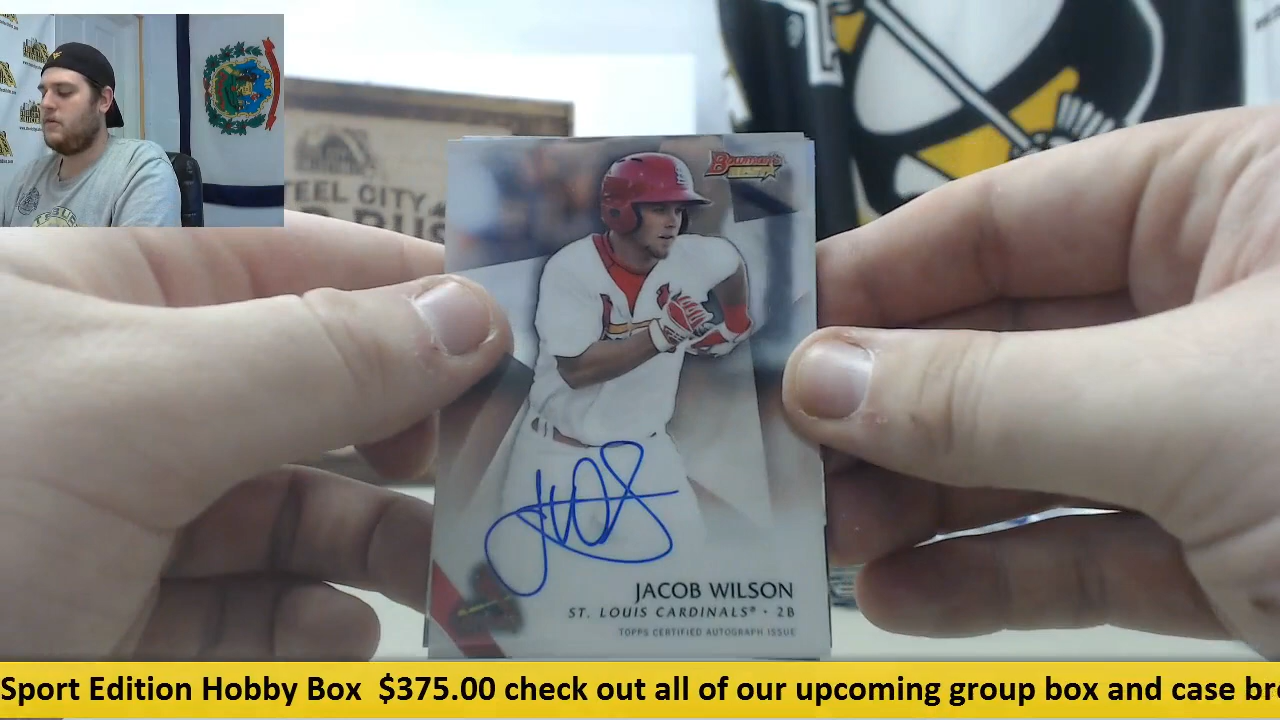 TEEL CITY
Bowman's
BEST
JACOB WILSON
ST. LOUIS CARDINALS® · 2B
TOPPS CERTIFIED AUTOGRAPH ISSUE
Sport Edition Hobby Box $375.00 check out all of our upcoming group box and case bre